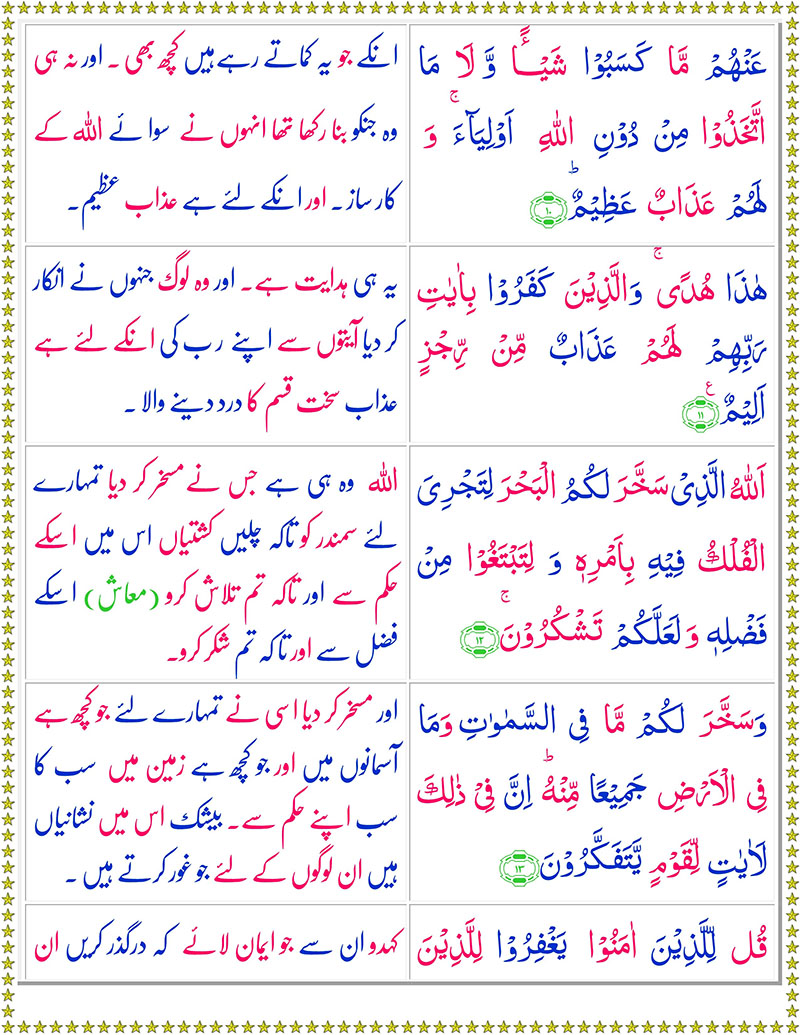 عَنۡهُمۡ مَّا كَسَبُوۡا شَيۡـًٔـا وَّ لَا مَا
اتَّخَذُوۡا مِنۡ دُوۡنِ اللّٰهِ اَوۡلِيَآءَ‌ ۚ وَ
لَهُمۡ عَذَابٌ عَظِيۡمٌؕ‏ ﴿۱۰﴾
انکے جو یہ کماتے رہے ہیں کچھ بھی ۔ اور نہ ہی
وہ جنکو بنا رکھا تھا انہوں نے سوائے اللہ کے
کارساز ۔ اور انکے لئے ہے عذاب عظیم ۔
هٰذَا هُدًى‌ ۚ وَالَّذِيۡنَ كَفَرُوۡا بِاٰيٰتِ
رَبِّهِمۡ لَهُمۡ عَذَابٌ مِّنۡ رِّجۡزٍ
اَلِيۡمٌ ﴿۱۱﴾ ع
یہ ہی ہدایت ہے ۔ اور وہ لوگ جنہوں نے انکار
کر دیا آیتوں سے اپنے رب کی انکے لئے ہے
عذاب سخت قسم کا درد دینے والا ۔
اَللّٰهُ الَّذِىۡ سَخَّرَ لَكُمُ الۡبَحۡرَ لِتَجۡرِىَ
الۡفُلۡكُ فِيۡهِ بِاَمۡرِهٖ وَ لِتَبۡتَغُوۡا مِنۡ
فَضۡلِهٖ وَ لَعَلَّكُمۡ تَشۡكُرُوۡنَ‌ۚ ﴿۱۲﴾
اللہ وہ ہی ہے جس نے مسخر کر دیا تمہارے
لئے سمندر کو تاکہ چلیں کشتیاں اس میں اسکے
حکم سے اور تاکہ تم تلاش کرو (معاش) اسکے
فضل سے اور تاکہ تم شکر کرو ۔
وَسَخَّرَ لَكُمۡ مَّا فِى السَّمٰوٰتِ وَمَا
فِى الۡاَرۡضِ جَمِيۡعًا مِّنۡهُ‌ ؕ اِنَّ فِىۡ ذٰلِكَ
لَاٰيٰتٍ لِّقَوۡمٍ يَّتَفَكَّرُوۡنَ ﴿۱۳﴾
اور مسخر کر دیا اسی نے تمہارے لئے جو کچھ ہے
آسمانوں میں اور جو کچھ ہے زمین میں سب کا
سب اپنے حکم سے ۔ بیشک اس میں نشانیاں
ہیں ان لوگوں کے لئے جو غور کرتے ہیں ۔
قُل لِّلَّذِيۡنَ اٰمَنُوۡا يَغۡفِرُوۡا لِلَّذِيۡنَ
کہدو ان سے جو ایمان لائے کہ درگذر کریں ان